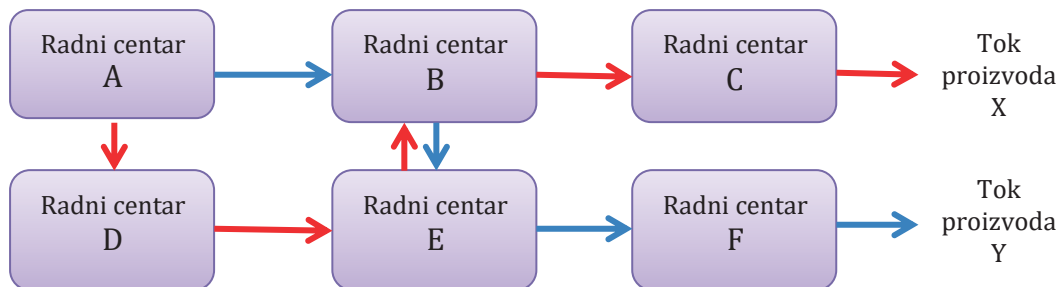 Radni centar
A
Radni centar
B
Radni centar
C
Tok
proizvoda
X
Radni centar
D
Radni centar
E
Radni centar
F
Tok
proizvoda
Y